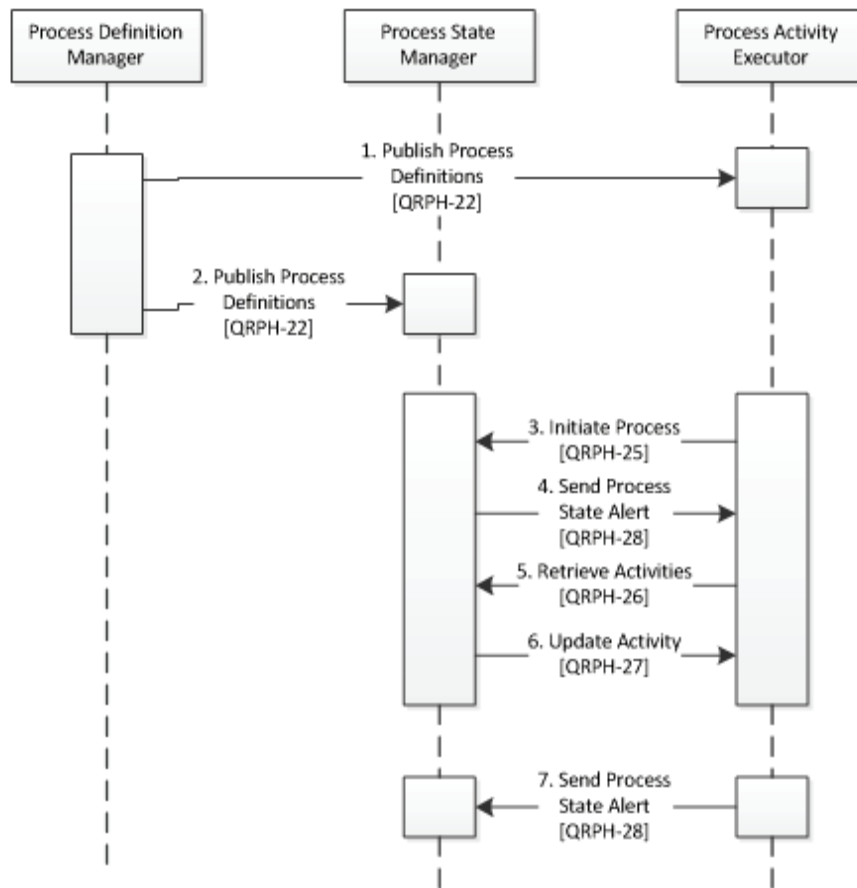 Process Definition
Manager
Process State
Manager
Process Activity
Executor
1. Publish Process
Definitions
[QRPH-22]
2. Publish Process
Definitions
[QRPH-22]
3. Initiate Process
[QRPH-25]
4. Send Process
State Alert
[QRPH-28]
5. Retrieve Activities
[QRPH-26]
6. Update Activity
[QRPH-27]
7. Send Process
State Alert
[QRPH-28]